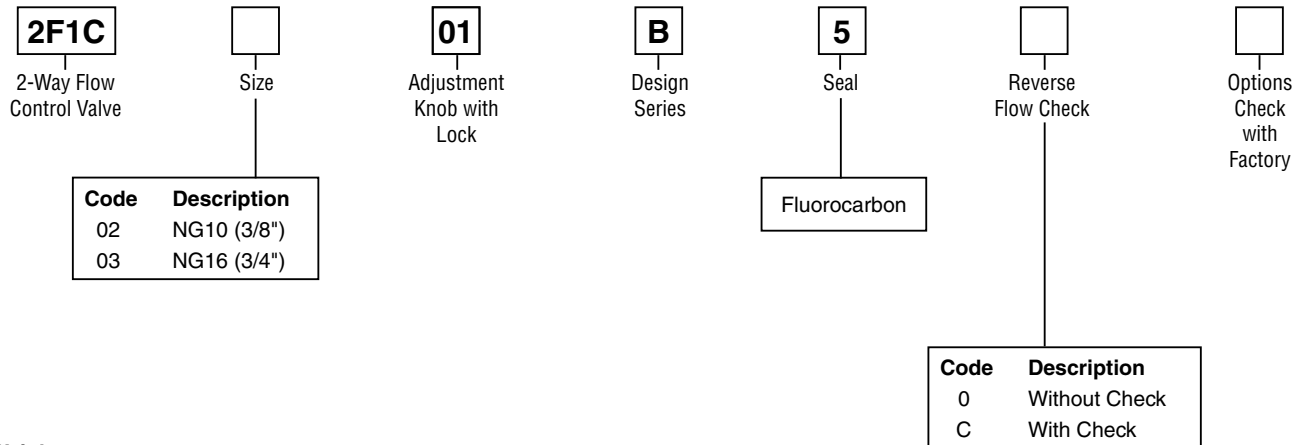 2F1C 01 B 5
2-Way Flow Control Valve
Size
Adjustment Knob with Lock
Design Series
Seal
Reverse Flow Check
Options Check with Factory
Code Description
02 NG10 (3/8")
03 NG16 (3/4")
Fluorocarbon
Code Description
0 Without Check
C With Check